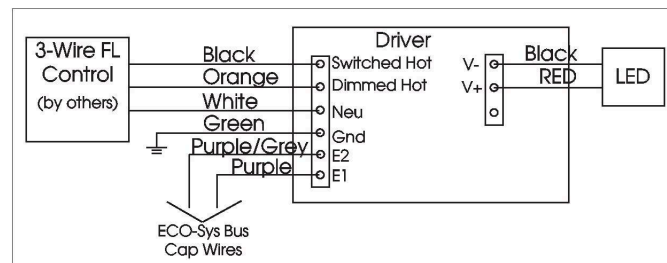 3-Wire FL
Control
(by others)
Black
Orange
White
Green
Purple/Grey
Purple
ECO-Sys Bus
Cap Wires
Driver
Switched Hot
Dimmed Hot
Neu
Gnd
E2
E1
V-
V+
Black
RED
LED